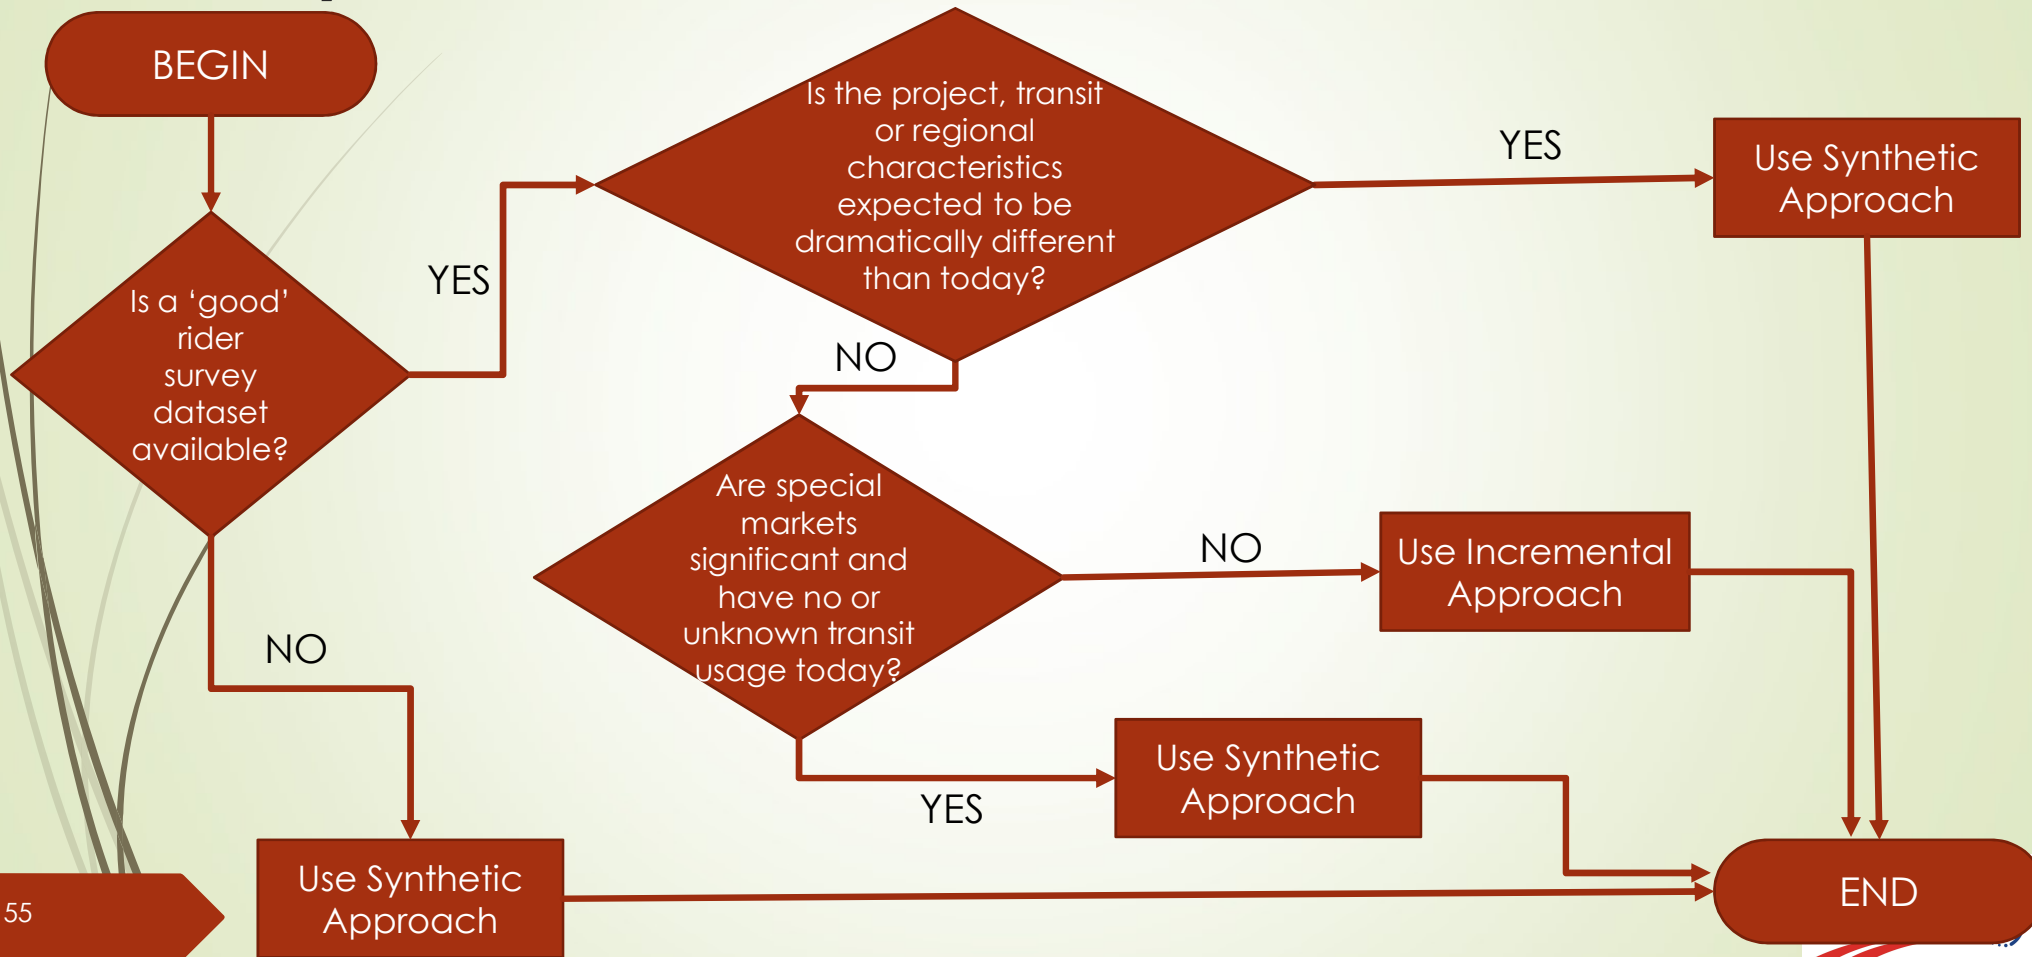 BEGIN
Is a ‘good’
rider
survey
dataset
available?
YES
NO
Is the project, transit
or regional
characteristics
expected to be
dramatically different
than today?
YES
Use Synthetic
Approach
NO
Are special
markets
significant and
have no or
unknown transit
usage today?
NO
Use Incremental
Approach
YES
Use Synthetic
Approach
Use Synthetic
Approach
END
55